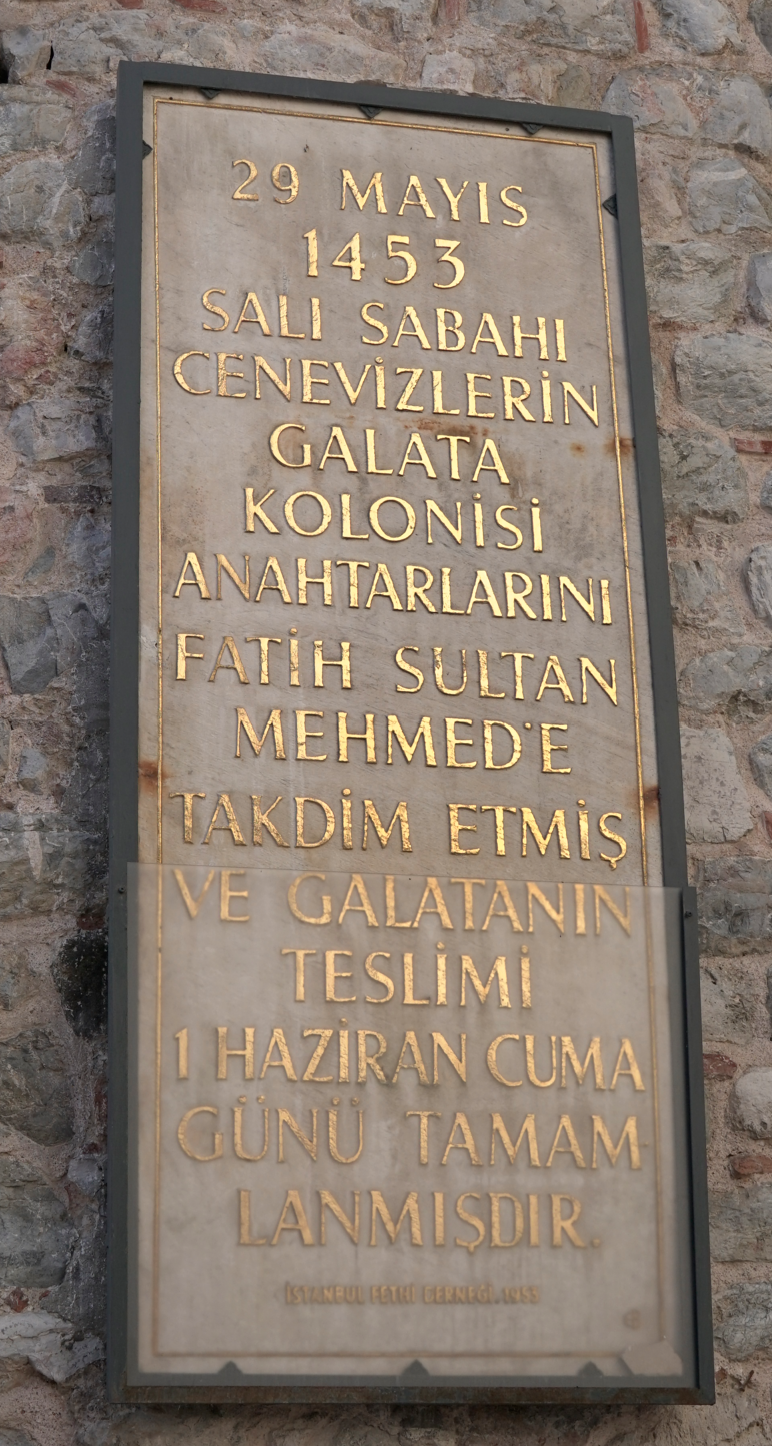 29 MAYIS
1453
SALI SABAHI
CENEVİZLERİN
GALATA
KOLONİSİ
ANAHTARLARINI
FATİH SULTAN
MEHMED'E
TAKDİM ETMİŞ
VE GALATANIN
TESLİMİ
1 HAZİRAN CUMA
GÜNÜ TAMAM
LANMIŞDIR.
İSTANBUL FETHİ DERNEĞİ. 1953